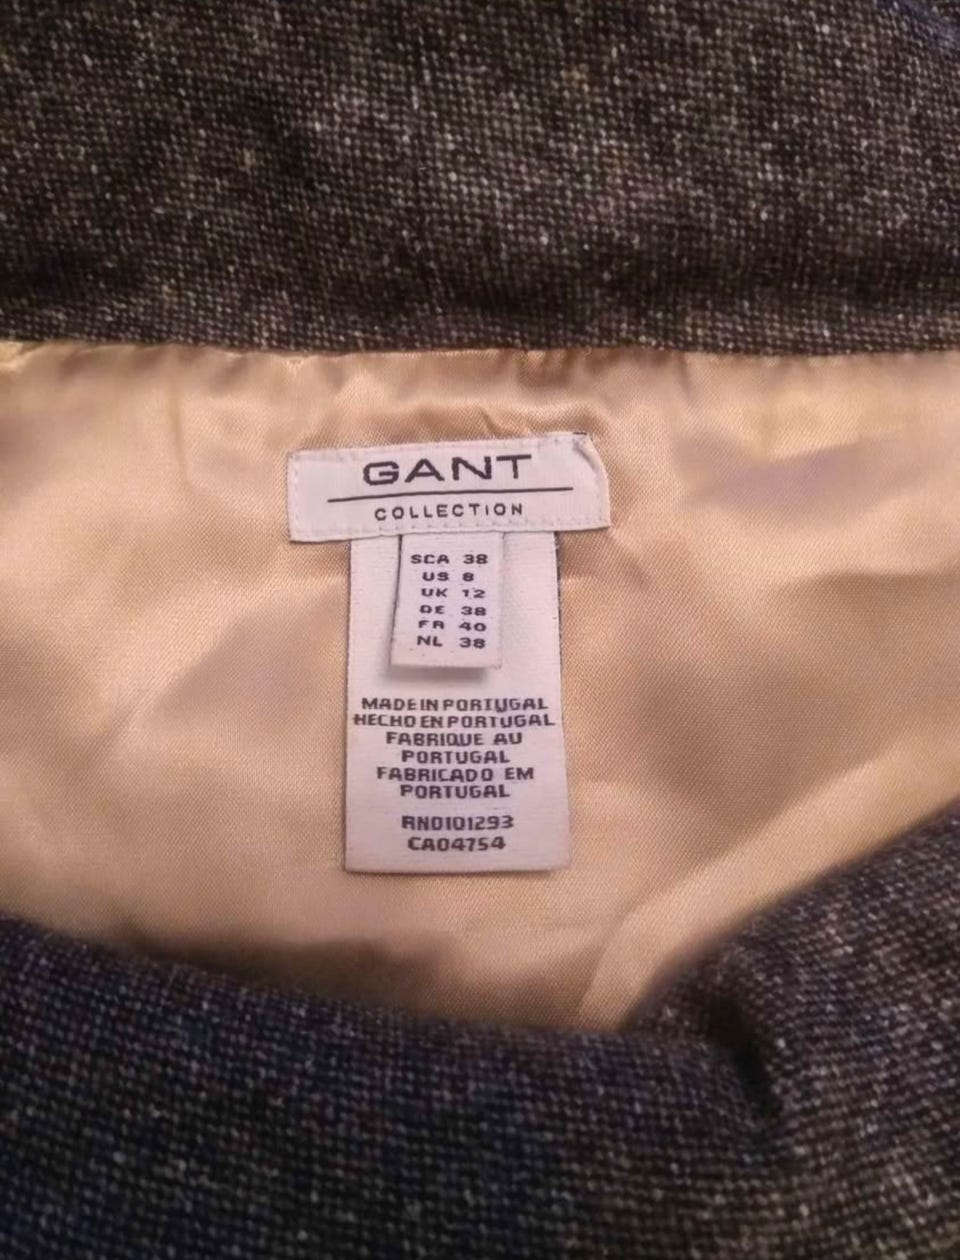 GANT
COLLECTION
SCA 38
US 8
UK 12
DE 38
FR 40
NL 38
MADE IN PORTUGAL
HECHO EN PORTUGAL
FABRIQUE AU
PORTUGAL
FABRICADO EM
PORTUGAL
RN0101293
CA04754